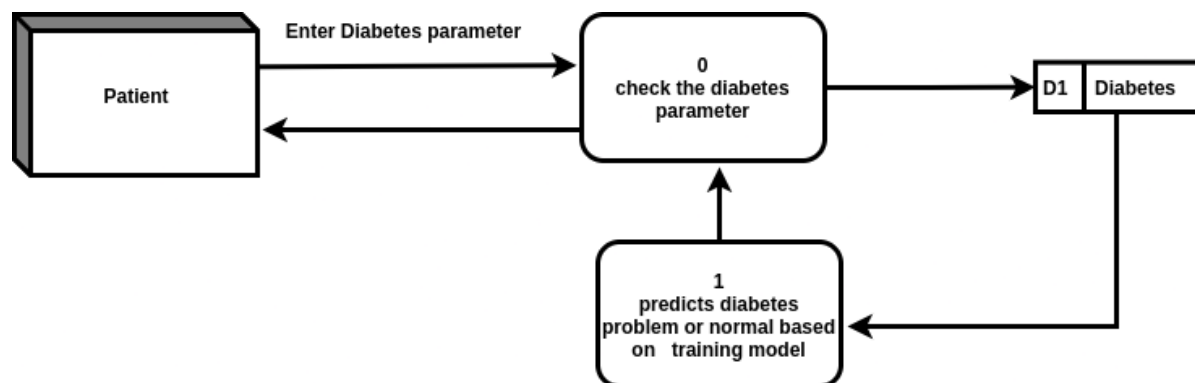 Enter Diabetes parameter
Patient
0
check the diabetes
parameter
D1 Diabetes
1
predicts diabetes
problem or normal based
on training model